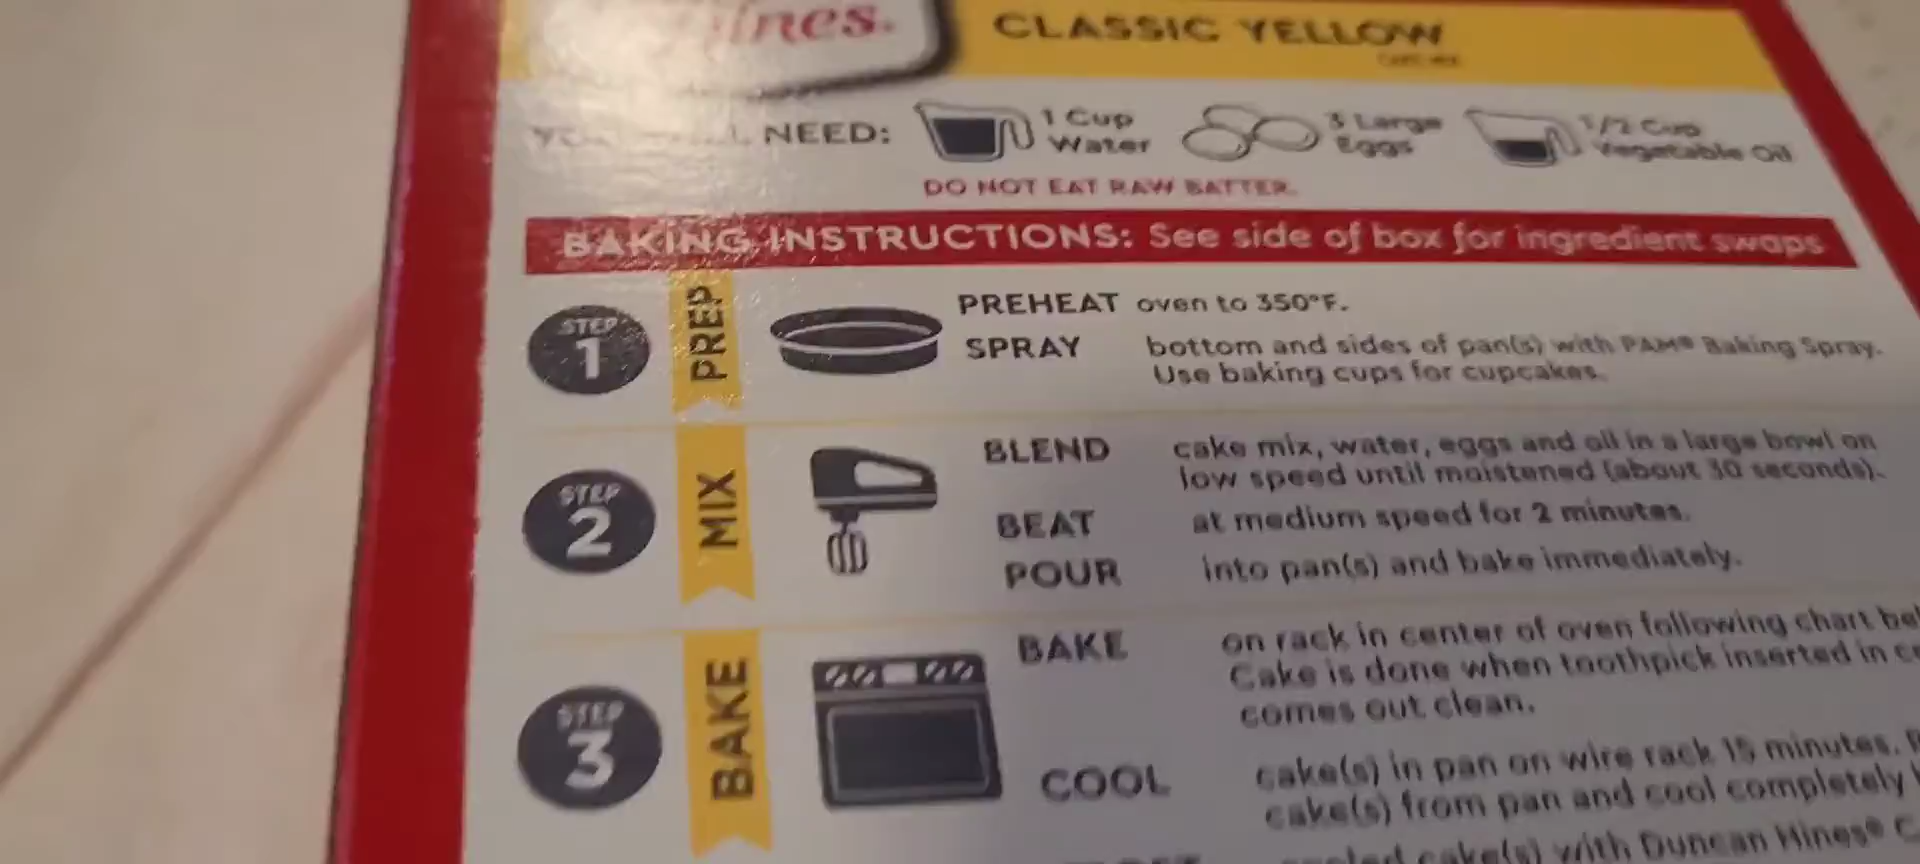 Hines.
CLASSIC YELLOW
NEED:
1 Cup
Water
3 Large
Eggs
1/2 Cup
Vegetable Oil
DO NOT EAT RAW BATTER.
BAKING INSTRUCTIONS: See side of box for ingredient swaps
STEP
1
PREP
PREHEAT oven to 350°F.
SPRAY bottom and sides of pan(s) with PAM® Baking Spray.
Use baking cups for cupcakes.
STEP
2
MIX
BLEND cake mix, water, eggs and oil in a large bowl on
low speed until moistened (about 30 seconds).
BEAT at medium speed for 2 minutes.
POUR into pan(s) and bake immediately.
STEP
3
BAKE
BAKE on rack in center of oven following chart
Cake is done when toothpick inserted in
comes out clean.
COOL cake(s) in pan on wire rack 15 minutes.
cake(s) from pan and cool completely
cake(s) with Duncan Hines®